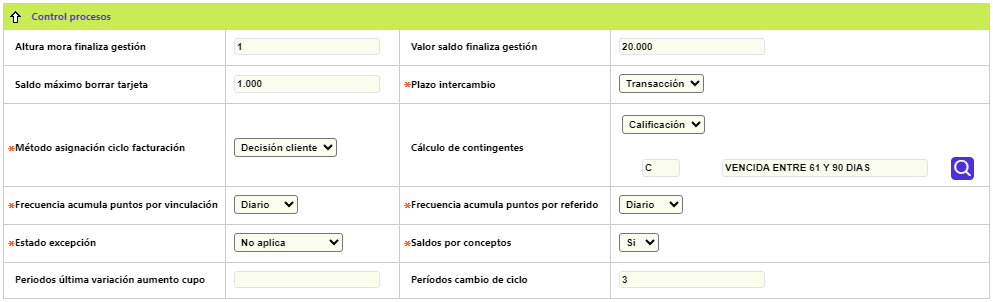 Control procesos
Altura mora finaliza gestión 1 Valor saldo finaliza gestión 20.000
Saldo máximo borrar tarjeta 1.000 *Plazo intercambio Transacción
*Método asignación ciclo facturación Decisión cliente Cálculo de contingentes Calificación
C VENCIDA ENTRE 61 Y 90 DIAS
*Frecuencia acumula puntos por vinculación Diario *Frecuencia acumula puntos por referido Diario
*Estado excepción No aplica *Saldos por conceptos Si
Periodos última variación aumento cupo Períodos cambio de ciclo 3